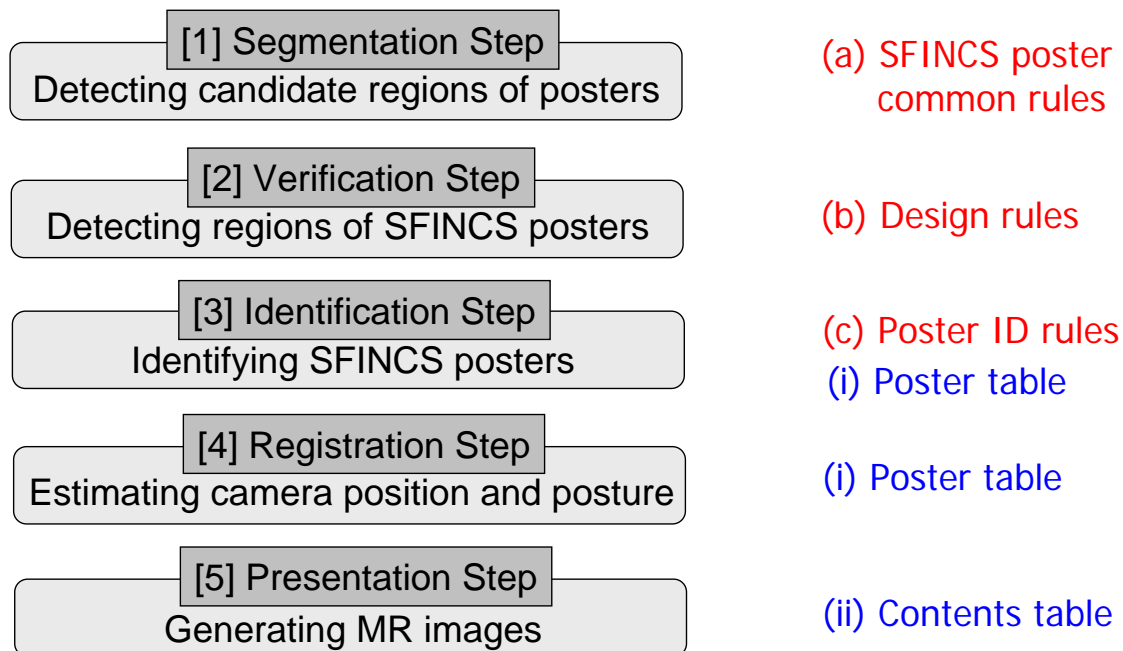 [1] Segmentation Step
Detecting candidate regions of posters
(a) SFINCS poster
common rules
[2] Verification Step
Detecting regions of SFINCS posters
(b) Design rules
[3] Identification Step
Identifying SFINCS posters
(c) Poster ID rules
(i) Poster table
[4] Registration Step
Estimating camera position and posture
(i) Poster table
[5] Presentation Step
Generating MR images
(ii) Contents table